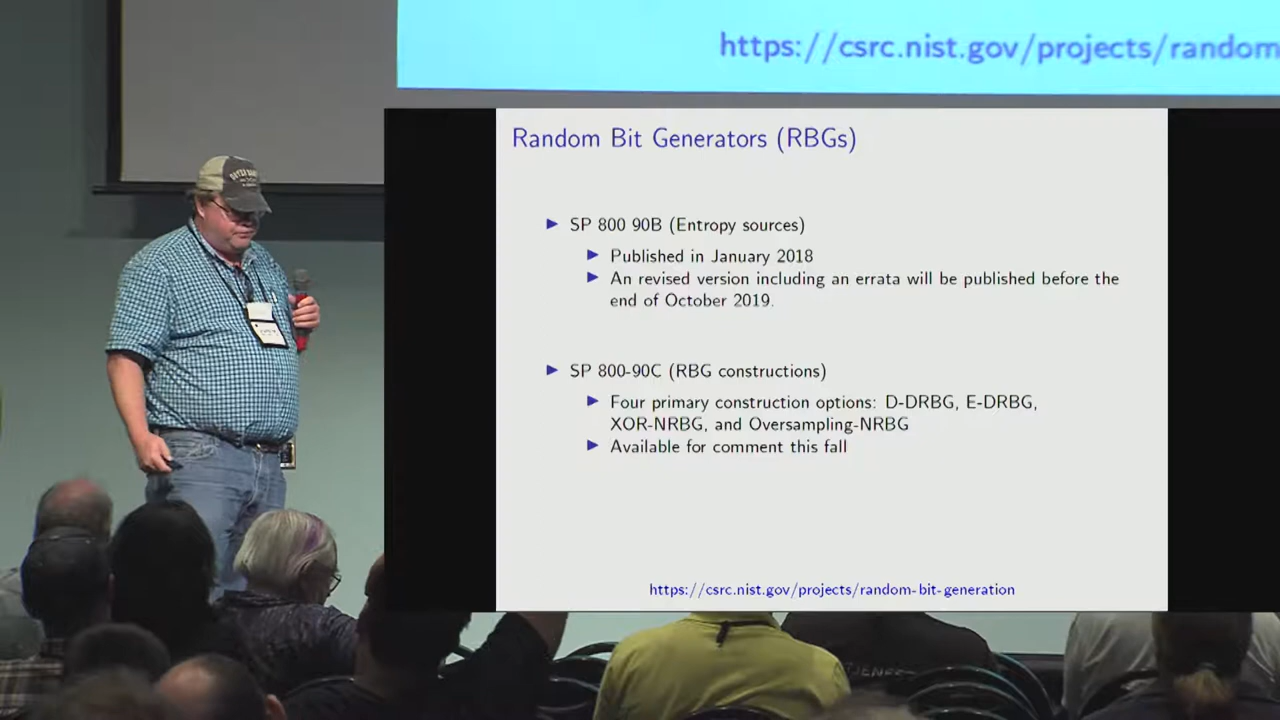 https://csrc.nist.gov/projects/random
Random Bit Generators (RBGs)
▶ SP 800 90B (Entropy sources)
▶ Published in January 2018
▶ An revised version including an errata will be published before the
end of October 2019.
▶ SP 800-90C (RBG constructions)
▶ Four primary construction options: D-DRBG, E-DRBG,
XOR-NRBG, and Oversampling-NRBG
▶ Available for comment this fall
https://csrc.nist.gov/projects/random-bit-generation